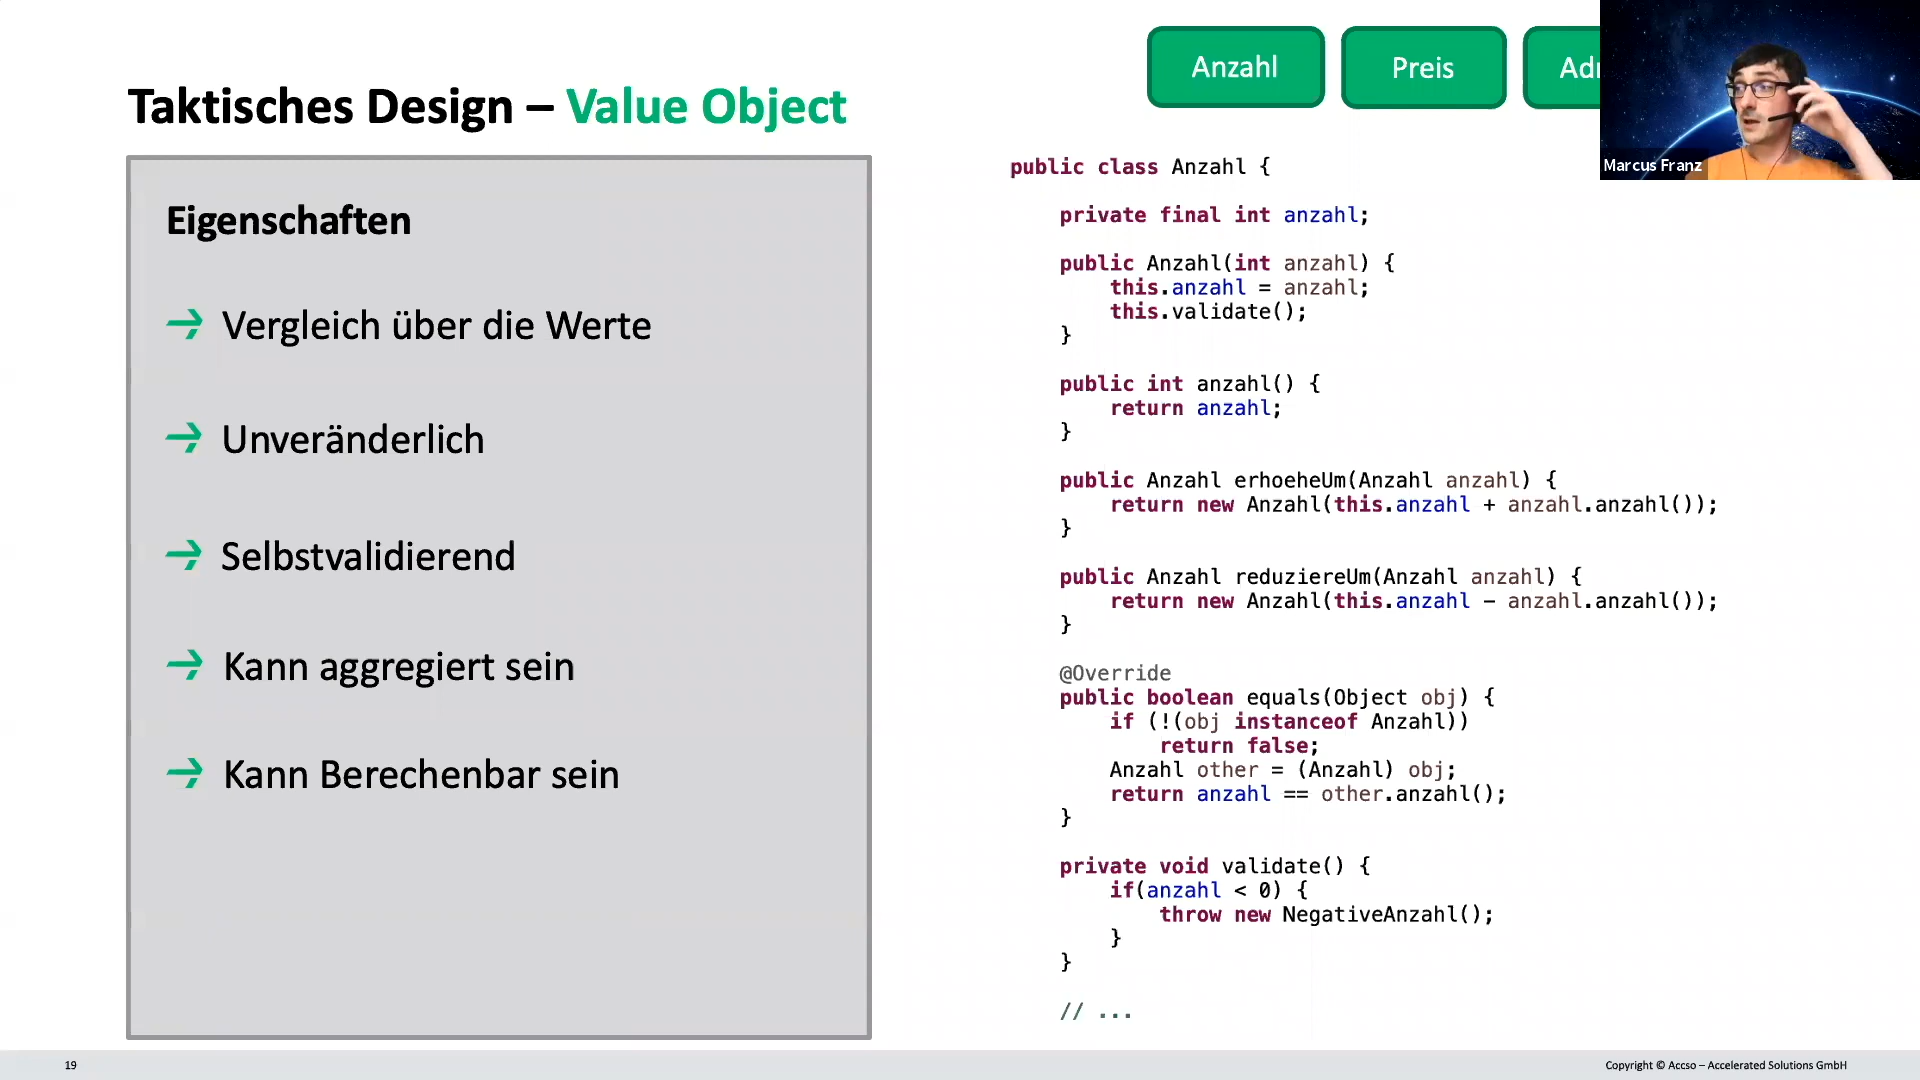 Anzahl
Preis
Taktisches Design – Value Object
Marcus Franz
Eigenschaften
Vergleich über die Werte
Unveränderlich
Selbstvalidierend
Kann aggregiert sein
Kann Berechenbar sein
public class Anzahl {
private final int anzahl;
public Anzahl(int anzahl) {
this.anzahl = anzahl;
this.validate();
}
public int anzahl() {
return anzahl;
}
public Anzahl erhoeheUm(Anzahl anzahl) {
return new Anzahl(this.anzahl + anzahl.anzahl());
}
public Anzahl reduziereUm(Anzahl anzahl) {
return new Anzahl(this.anzahl – anzahl.anzahl());
}
@Override
public boolean equals(Object obj) {
if (!(obj instanceof Anzahl))
return false;
Anzahl other = (Anzahl) obj;
return anzahl == other.anzahl();
}
private void validate() {
if(anzahl < 0) {
throw new NegativeAnzahl();
}
}
// ...
19
Copyright © Accso – Accelerated Solutions GmbH